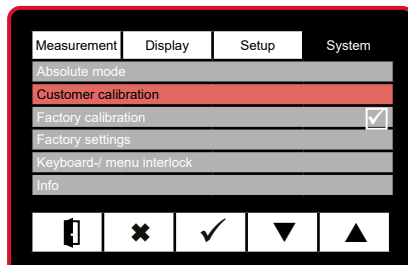 Measurement Display Setup System
Absolute mode
Customer calibration
Factory calibration
Factory settings
Keyboard-/ menu interlock
Info